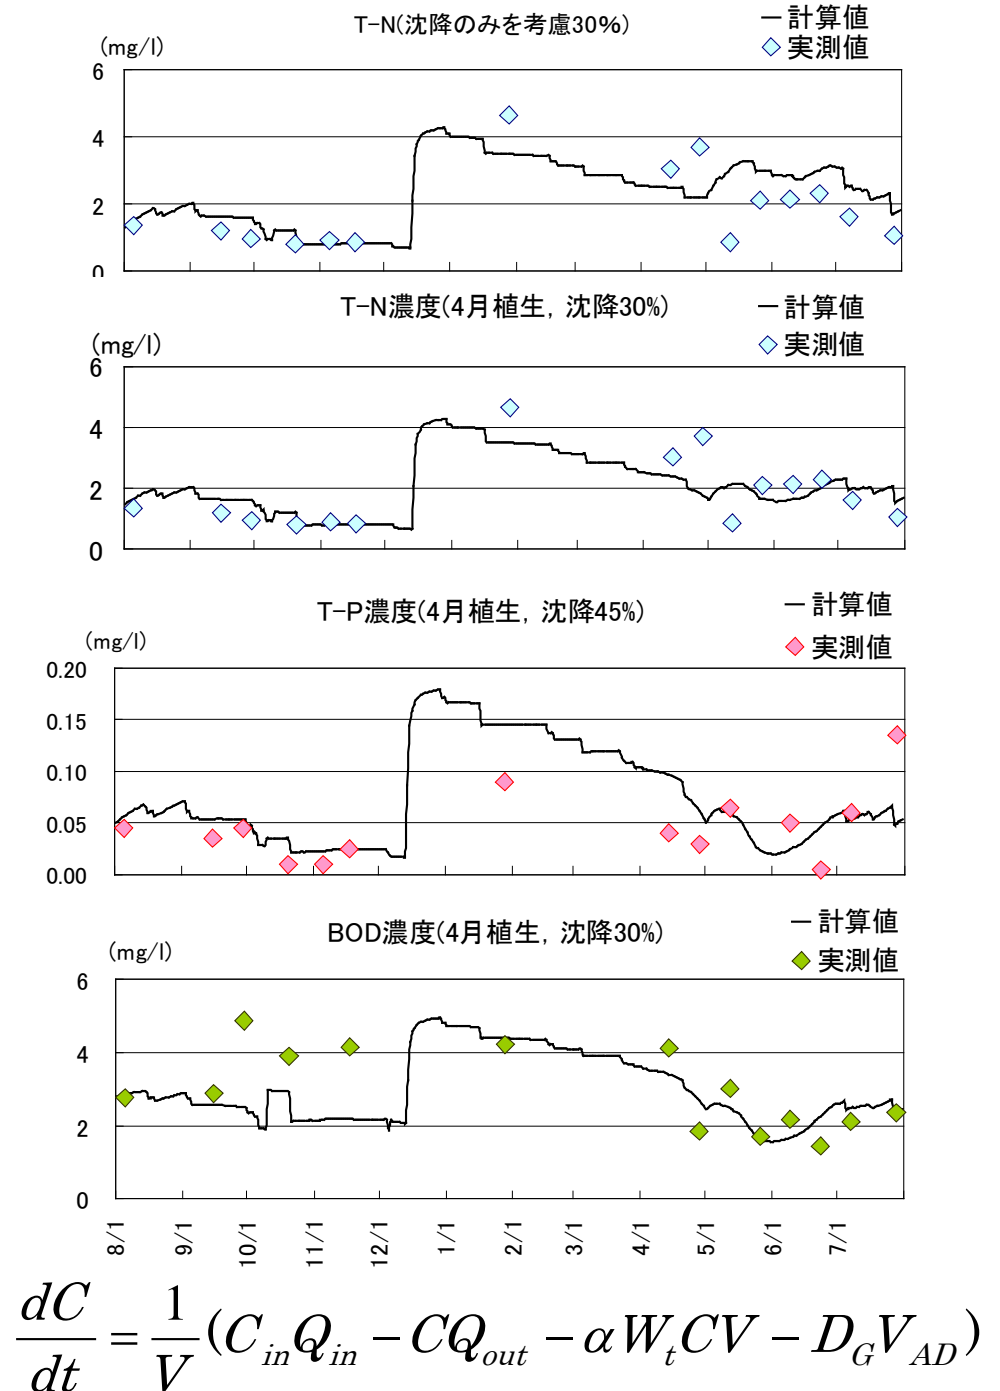 T-N(沈降のみを考慮30%)
－計算値
(mg/l)
実測値
6
4
2
0
T-N濃度(4月植生，沈降30%)
－計算値
(mg/l)
実測値
6
4
2
0
T-P濃度(4月植生，沈降45%)
－計算値
(mg/l)
実測値
0.20
0.15
0.10
0.05
0.00
BOD濃度(4月植生，沈降30%)
－計算値
(mg/l)
実測値
6
4
2
0
8/1 9/1 10/1 11/1 12/1 1/1 2/1 3/1 4/1 5/1 6/1 7/1
dC/dt = 1/V (C_in Q_in − CQ_out − αW_t CV − D_G V_AD)